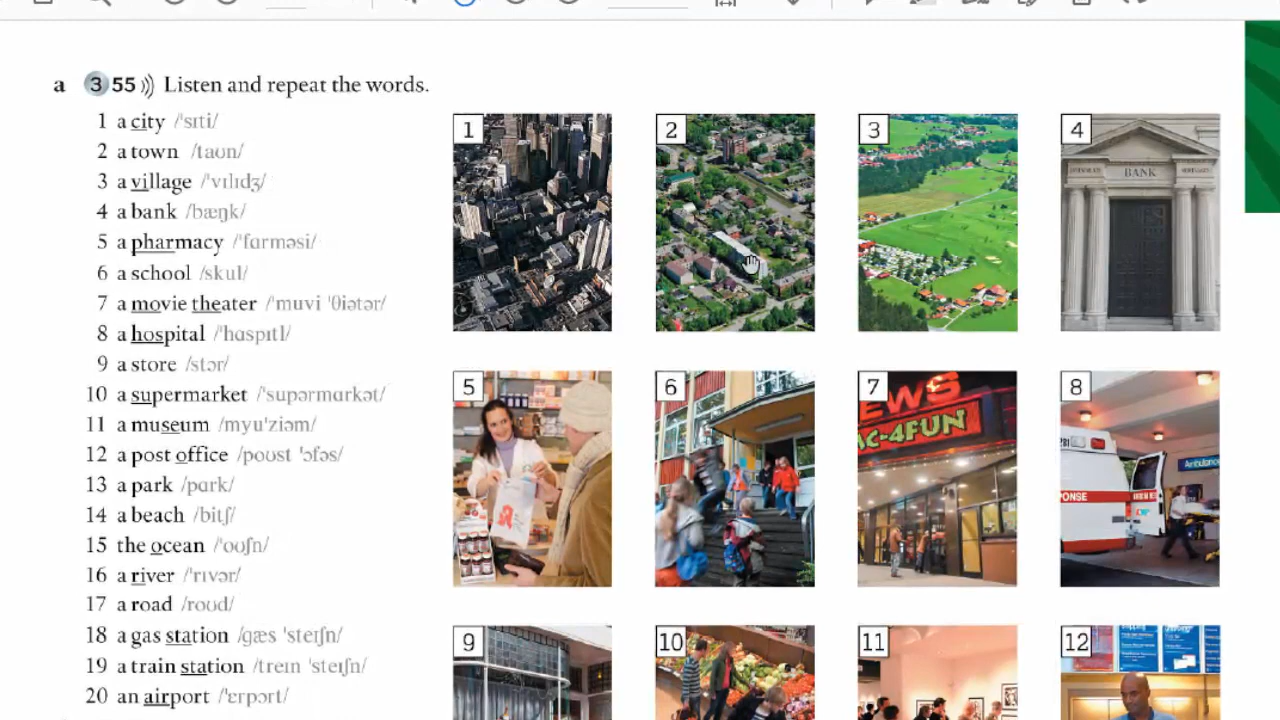 a 3 55 Listen and repeat the words.
1 a city /ˈsɪti/
2 a town /taʊn/
3 a village /ˈvɪlɪdʒ/
4 a bank /bæŋk/
5 a pharmacy /ˈfɑrməsi/
6 a school /skul/
7 a movie theater /ˈmuvi ˈθiətər/
8 a hospital /ˈhɑspɪtl/
9 a store /stɔr/
10 a supermarket /ˈsupərmɑrkət/
11 a museum /myuˈziəm/
12 a post office /poʊst ˈɔfəs/
13 a park /pɑrk/
14 a beach /bitʃ/
15 the ocean /ˈoʊʃn/
16 a river /ˈrɪvər/
17 a road /roʊd/
18 a gas station /gæs ˈsteɪʃn/
19 a train station /treɪn ˈsteɪʃn/
20 an airport /ˈɛrpɔrt/
1 2 3 4
BANK
5 6 7 8
EWS
AC-4FUN
PONSE
Ambulance
9 10 11 12